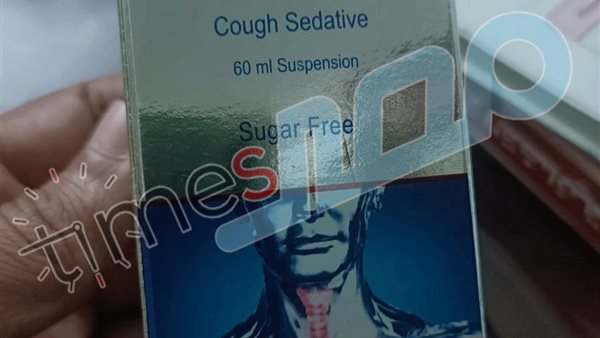 Cough Sedative
60 ml Suspension
Sugar Free
timesnap